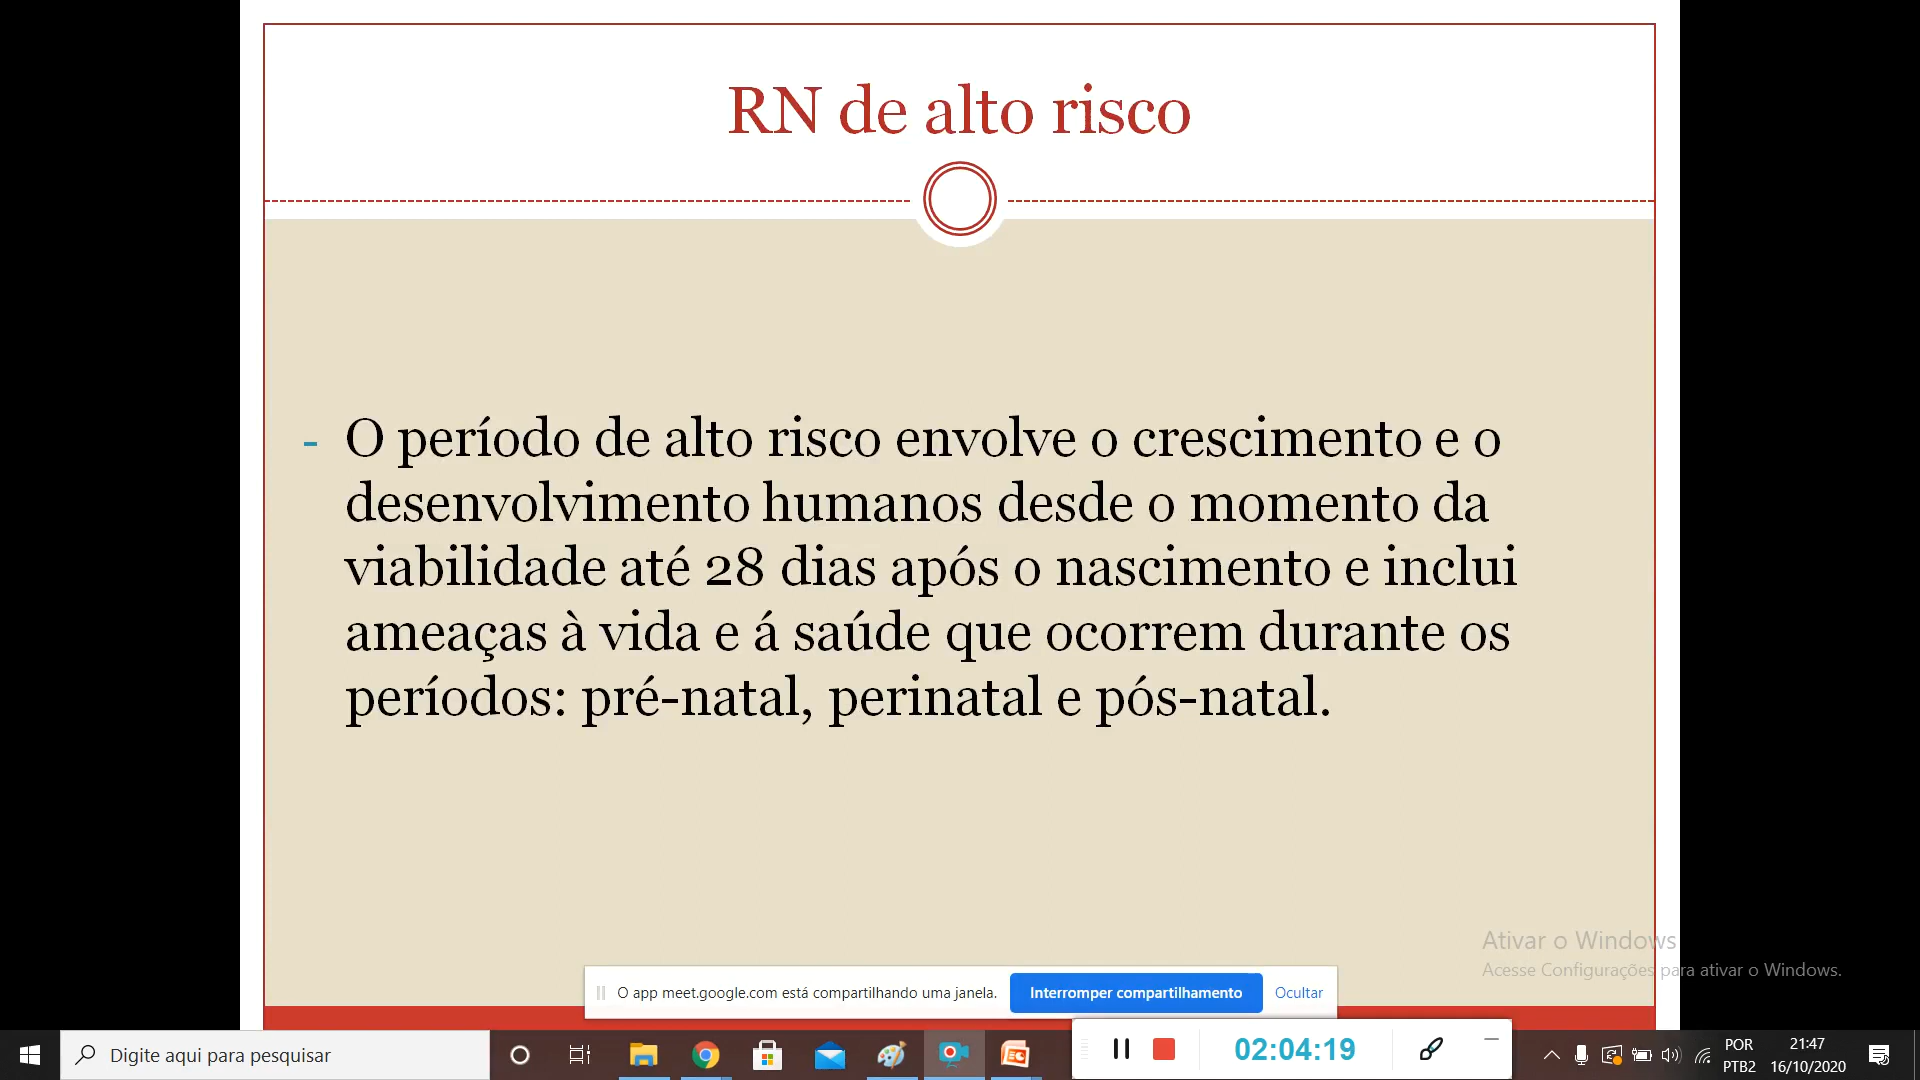 RN de alto risco
- O período de alto risco envolve o crescimento e o
desenvolvimento humanos desde o momento da
viabilidade até 28 dias após o nascimento e inclui
ameaças à vida e á saúde que ocorrem durante os
períodos: pré-natal, perinatal e pós-natal.
Ativar o Windows
Acesse Configurações para ativar o Windows.
O app meet.google.com está compartilhando uma janela. Interromper compartilhamento Ocultar
Digite aqui para pesquisar
02:04:19
POR
PTB2
21:47
16/10/2020